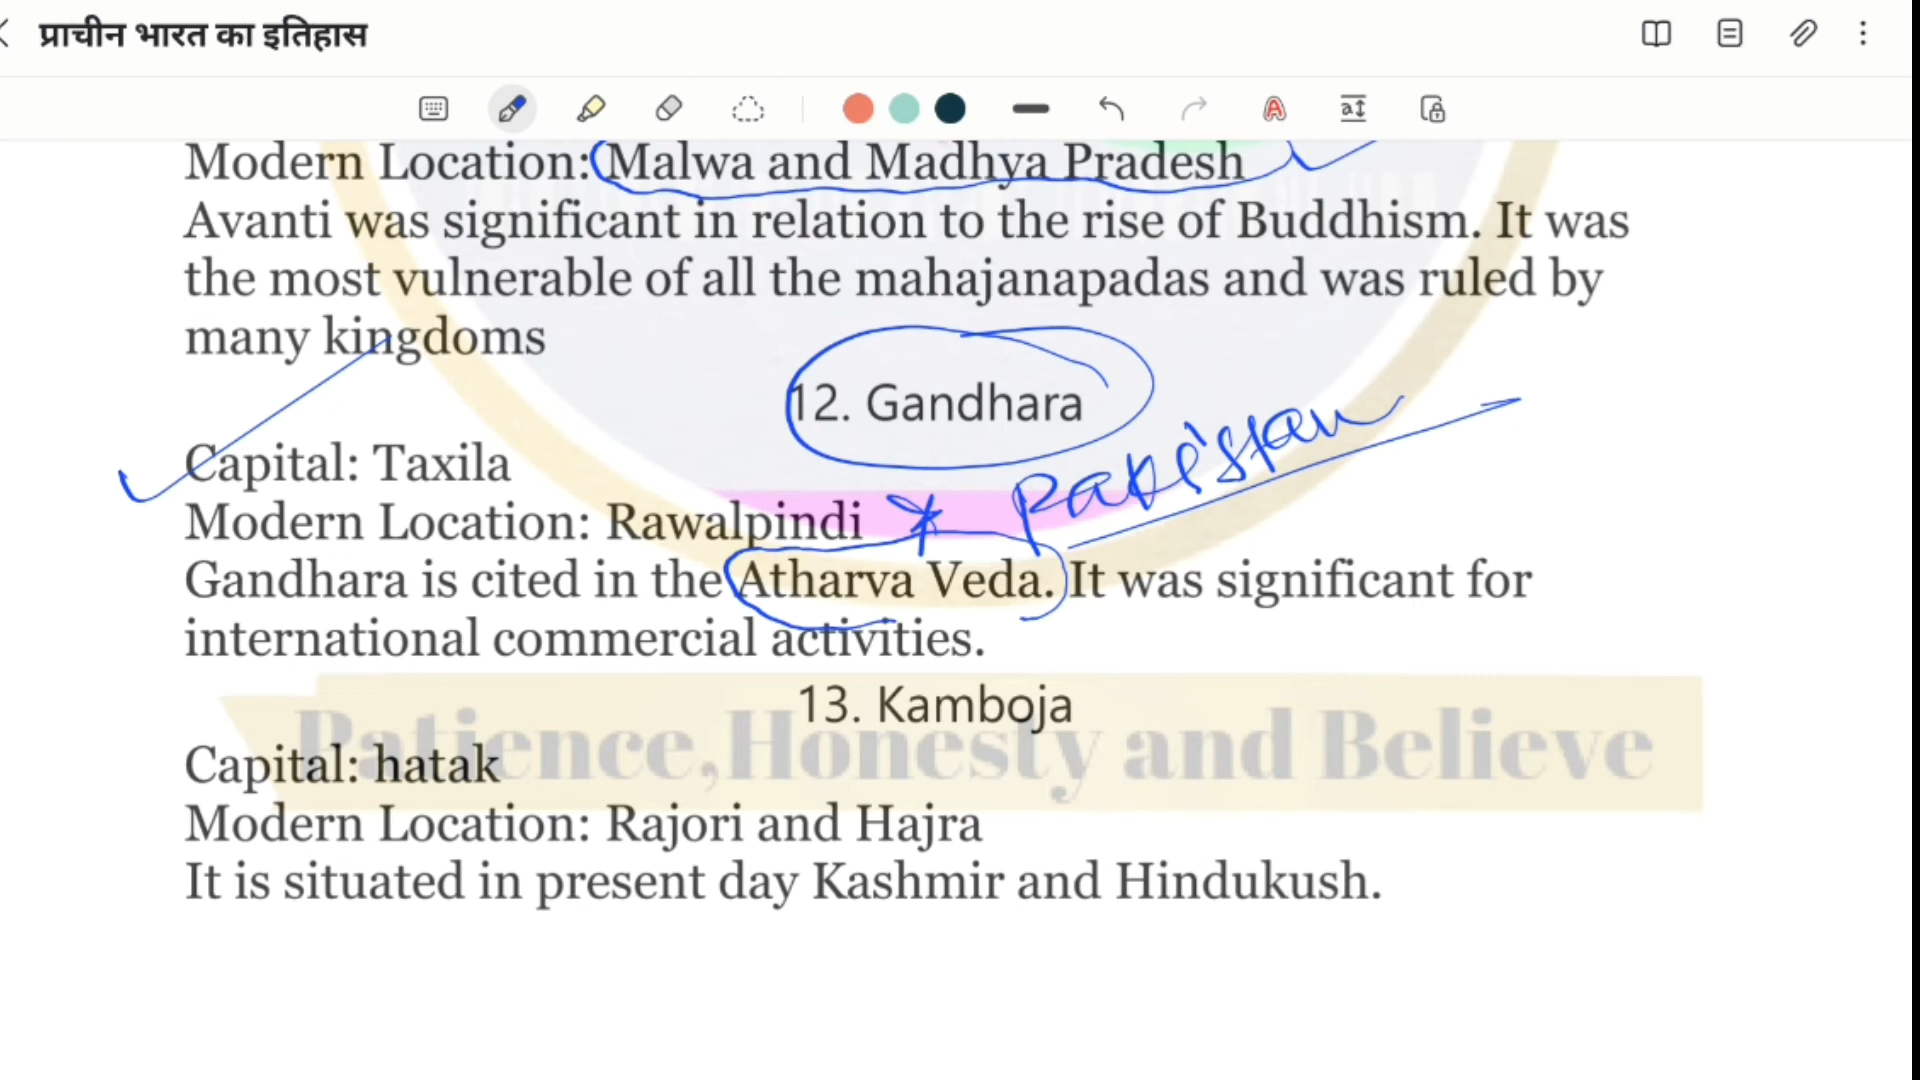 प्राचीन भारत का इतिहास
Modern Location: Malwa and Madhya Pradesh
Avanti was significant in relation to the rise of Buddhism. It was
the most vulnerable of all the mahajanapadas and was ruled by
many kingdoms
12. Gandhara
Capital: Taxila
Modern Location: Rawalpindi * Pakistan
Gandhara is cited in the Atharva Veda. It was significant for
international commercial activities.
13. Kamboja
Patience,Honesty and Believe
Capital: hatak
Modern Location: Rajori and Hajra
It is situated in present day Kashmir and Hindukush.